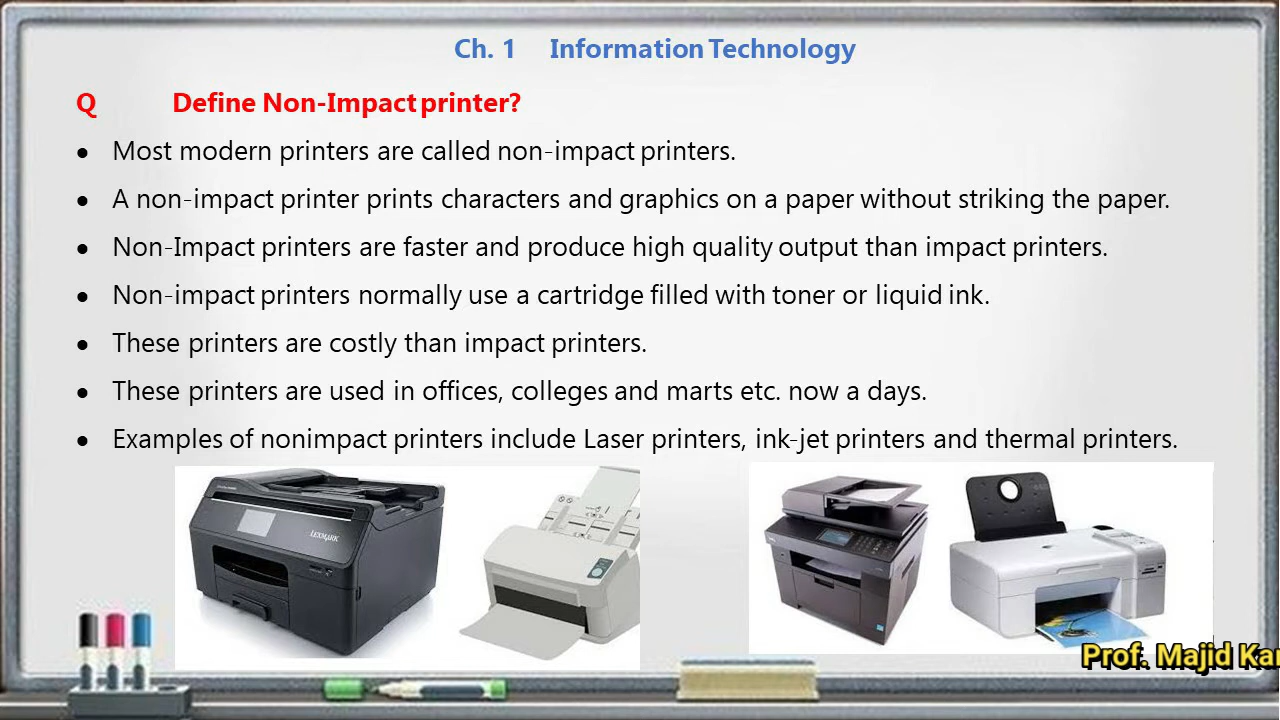 Ch. 1 Information Technology
Q Define Non-Impact printer?
• Most modern printers are called non-impact printers.
• A non-impact printer prints characters and graphics on a paper without striking the paper.
• Non-Impact printers are faster and produce high quality output than impact printers.
• Non-impact printers normally use a cartridge filled with toner or liquid ink.
• These printers are costly than impact printers.
• These printers are used in offices, colleges and marts etc. now a days.
• Examples of nonimpact printers include Laser printers, ink-jet printers and thermal printers.
LEXMARK
Prof. Majid Kar